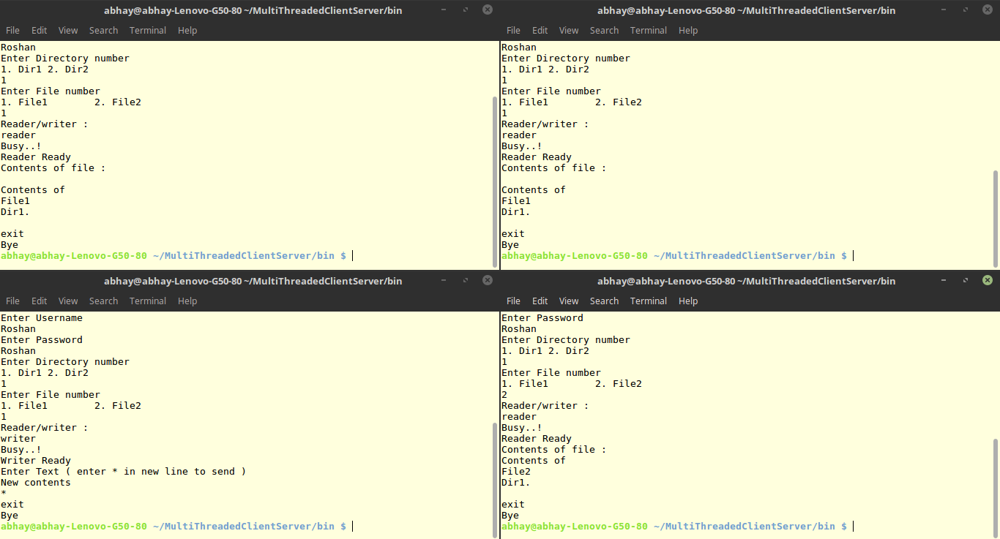 abhay@abhay-Lenovo-G50-80 ~/MultiThreadedClientServer/bin
File Edit View Search Terminal Help
Roshan
Enter Directory number
1. Dir1 2. Dir2
1
Enter File number
1. File1        2. File2
1
Reader/writer :
reader
Busy..!
Reader Ready
Contents of file :

Contents of
File1
Dir1.

exit
Bye
abhay@abhay-Lenovo-G50-80 ~/MultiThreadedClientServer/bin $
abhay@abhay-Lenovo-G50-80 ~/MultiThreadedClientServer/bin
File Edit View Search Terminal Help
Roshan
Enter Directory number
1. Dir1 2. Dir2
1
Enter File number
1. File1        2. File2
1
Reader/writer :
reader
Busy..!
Reader Ready
Contents of file :

Contents of
File1
Dir1.

exit
Bye
abhay@abhay-Lenovo-G50-80 ~/MultiThreadedClientServer/bin $
abhay@abhay-Lenovo-G50-80 ~/MultiThreadedClientServer/bin
File Edit View Search Terminal Help
Enter Username
Roshan
Enter Password
Roshan
Enter Directory number
1. Dir1 2. Dir2
1
Enter File number
1. File1        2. File2
1
Reader/writer :
writer
Busy..!
Writer Ready
Enter Text ( enter * in new line to send )
New contents
*
exit
Bye
abhay@abhay-Lenovo-G50-80 ~/MultiThreadedClientServer/bin $
abhay@abhay-Lenovo-G50-80 ~/MultiThreadedClientServer/bin
File Edit View Search Terminal Help
Enter Password
Roshan
Enter Directory number
1. Dir1 2. Dir2
1
Enter File number
1. File1        2. File2
2
Reader/writer :
reader
Busy..!
Reader Ready
Contents of file :
Contents of
File2
Dir1.

exit
Bye
abhay@abhay-Lenovo-G50-80 ~/MultiThreadedClientServer/bin $